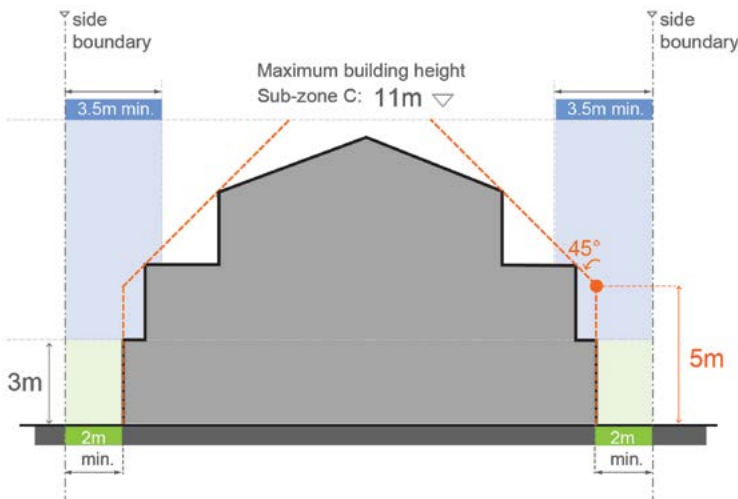 side
boundary
side
boundary
Maximum building height
Sub-zone C: 11m
3.5m min.
3.5m min.
45°
3m
5m
2m
min.
2m
min.